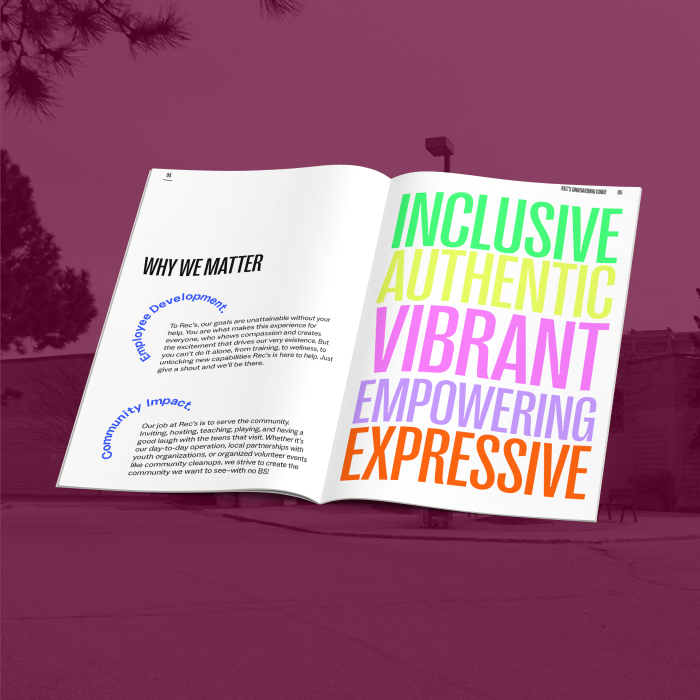 04
WHY WE MATTER
Employee Development.
To Rec's, our goals are unattainable without your
help. You are what makes this experience for
everyone, who shows compassion and creates
the excitement that drives our very existence. But
you can't do it alone, from training, to wellness, to
unlocking new capabilities Rec's is here to help. Just
give a shout and we'll be there.
Community Impact.
Our job at Rec's is to serve the community.
Inviting, hosting, teaching, playing, and having a
good laugh with the teens that visit. Whether it's
our day-to-day operation, local partnerships with
youth organizations, or organized volunteer events
like community cleanups, we strive to create the
community we want to see–with no BS!
REC'S ONBOARDING GUIDE 05
INCLUSIVE
AUTHENTIC
VIBRANT
EMPOWERING
EXPRESSIVE